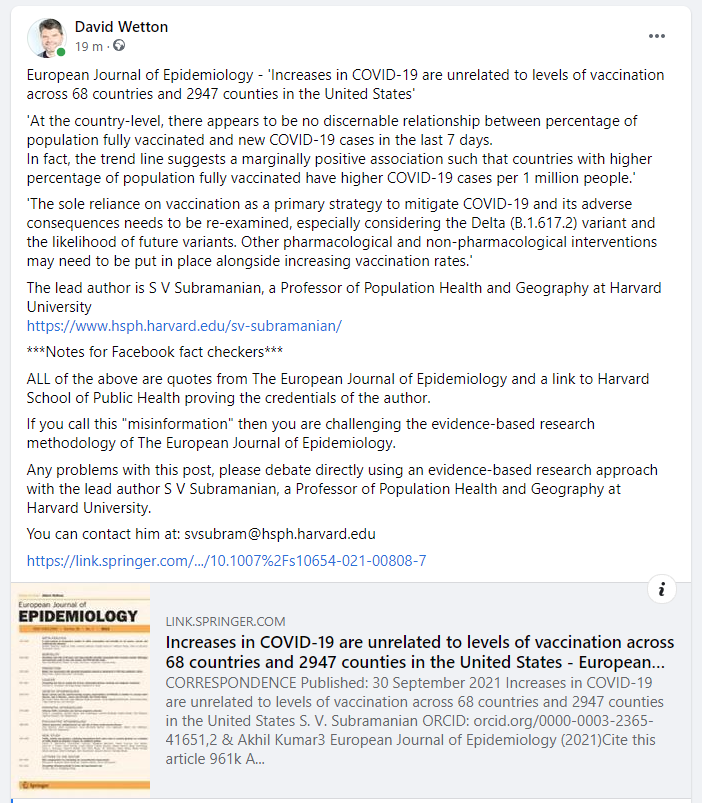 David Wetton
19 m ·
European Journal of Epidemiology - 'Increases in COVID-19 are unrelated to levels of vaccination
across 68 countries and 2947 counties in the United States'
'At the country-level, there appears to be no discernable relationship between percentage of
population fully vaccinated and new COVID-19 cases in the last 7 days.
In fact, the trend line suggests a marginally positive association such that countries with higher
percentage of population fully vaccinated have higher COVID-19 cases per 1 million people.'
'The sole reliance on vaccination as a primary strategy to mitigate COVID-19 and its adverse
consequences needs to be re-examined, especially considering the Delta (B.1.617.2) variant and
the likelihood of future variants. Other pharmacological and non-pharmacological interventions
may need to be put in place alongside increasing vaccination rates.'
The lead author is S V Subramanian, a Professor of Population Health and Geography at Harvard
University
https://www.hsph.harvard.edu/sv-subramanian/
***Notes for Facebook fact checkers***
ALL of the above are quotes from The European Journal of Epidemiology and a link to Harvard
School of Public Health proving the credentials of the author.
If you call this "misinformation" then you are challenging the evidence-based research
methodology of The European Journal of Epidemiology.
Any problems with this post, please debate directly using an evidence-based research approach
with the lead author S V Subramanian, a Professor of Population Health and Geography at
Harvard University.
You can contact him at: svsubram@hsph.harvard.edu
https://link.springer.com/.../10.1007%2Fs10654-021-00808-7
European Journal of
EPIDEMIOLOGY
Springer
LINK.SPRINGER.COM
Increases in COVID-19 are unrelated to levels of vaccination across
68 countries and 2947 counties in the United States - European...
CORRESPONDENCE Published: 30 September 2021 Increases in COVID-19
are unrelated to levels of vaccination across 68 countries and 2947 counties
in the United States S. V. Subramanian ORCID: orcid.org/0000-0003-2365-
41651,2 & Akhil Kumar3 European Journal of Epidemiology (2021)Cite this
article 961k A...